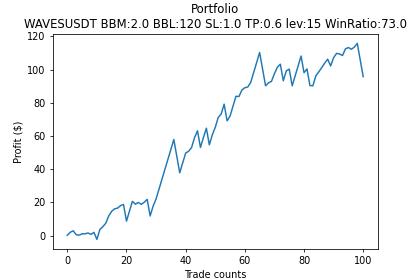 Portfolio
WAVESUSDT BBM:2.0 BBL:120 SL:1.0 TP:0.6 lev:15 WinRatio:73.0
120
100
80
60
40
20
0
Profit ($)
0 20 40 60 80 100
Trade counts